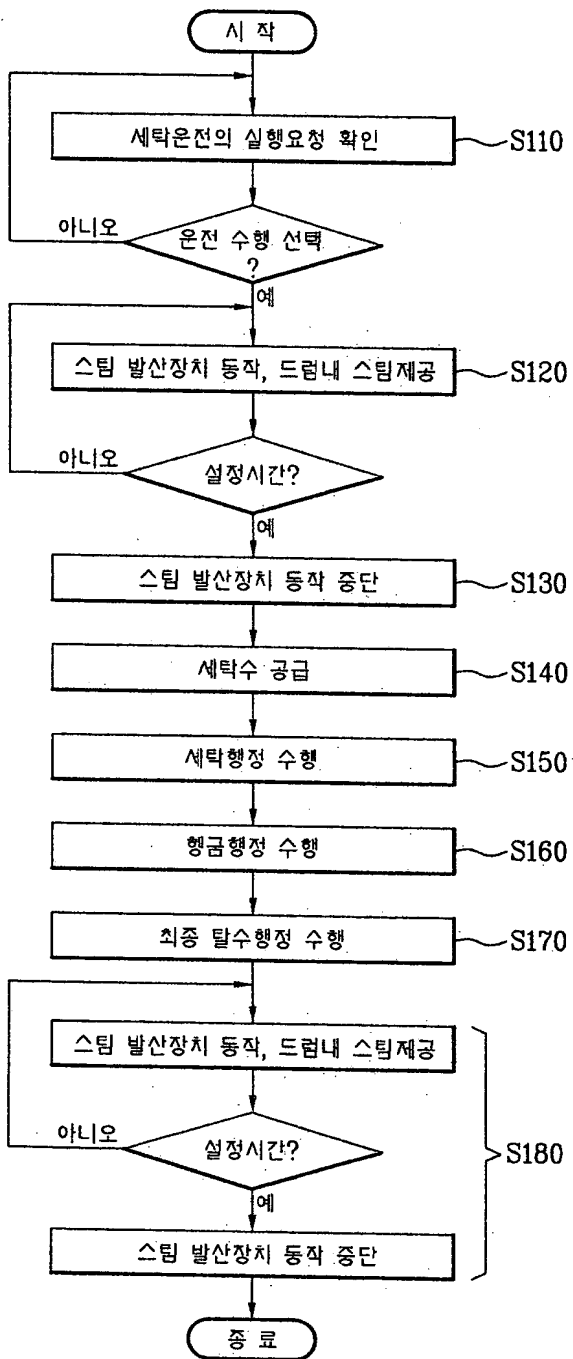 시 작
세탁운전의 실행요청 확인
S110
아니오
운전 수행 선택
?
예
스팀 발산장치 동작, 드럼내 스팀제공
S120
아니오
설정시간?
예
스팀 발산장치 동작 중단
S130
세탁수 공급
S140
세탁행정 수행
S150
헹굼행정 수행
S160
최종 탈수행정 수행
S170
스팀 발산장치 동작, 드럼내 스팀제공
아니오
설정시간?
S180
예
스팀 발산장치 동작 중단
종 료